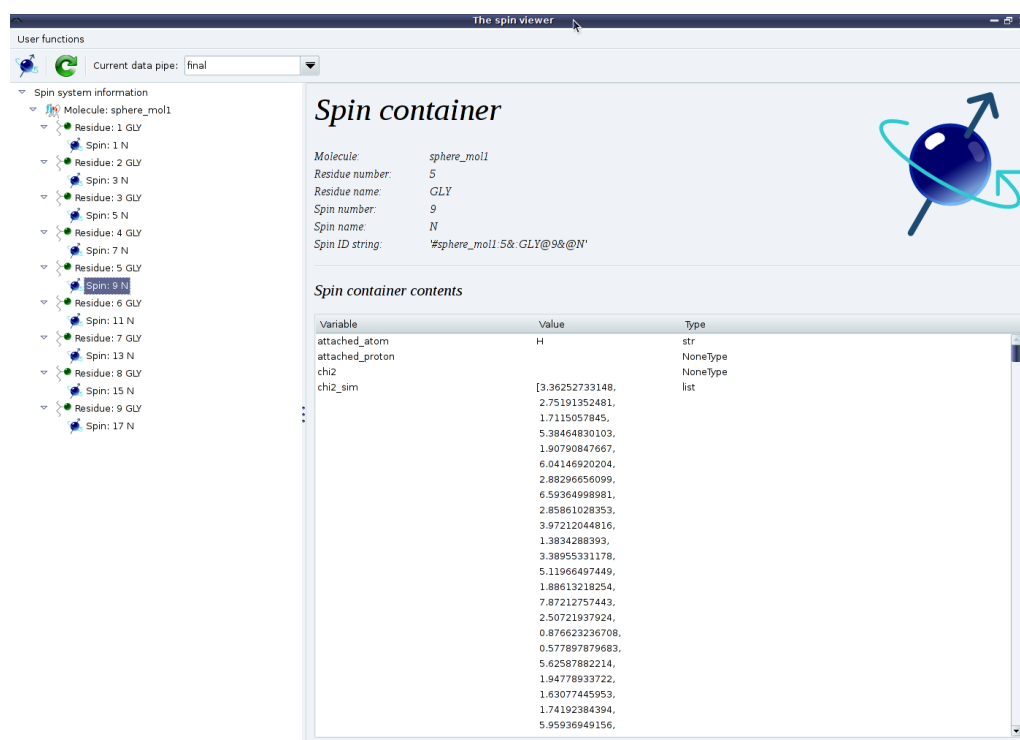 The spin viewer
User functions
Current data pipe: final
Spin system information
Molecule: sphere_mol1
Residue: 1 GLY
Spin: 1 N
Residue: 2 GLY
Spin: 3 N
Residue: 3 GLY
Spin: 5 N
Residue: 4 GLY
Spin: 7 N
Residue: 5 GLY
Spin: 9 N
Residue: 6 GLY
Spin: 11 N
Residue: 7 GLY
Spin: 13 N
Residue: 8 GLY
Spin: 15 N
Residue: 9 GLY
Spin: 17 N
Spin container
Molecule: sphere_mol1
Residue number: 5
Residue name: GLY
Spin number: 9
Spin name: N
Spin ID string: '#sphere_mol1:5&:GLY@9&@N'
Spin container contents
Variable Value Type
attached_atom H str
attached_proton NoneType
chi2 NoneType
chi2_sim [3.36252733148, list
2.75191352481,
1.7115057845,
5.38464830103,
1.90790847667,
6.04146920204,
2.88296656099,
6.59364998981,
2.85861028353,
3.97212044816,
1.3834288393,
3.38955331178,
5.11966497449,
1.88613218254,
7.87212757443,
2.50721937924,
0.876623236708,
0.577897879683,
5.62587882214,
1.94778933722,
1.63077445953,
1.74192384394,
5.95936949156,